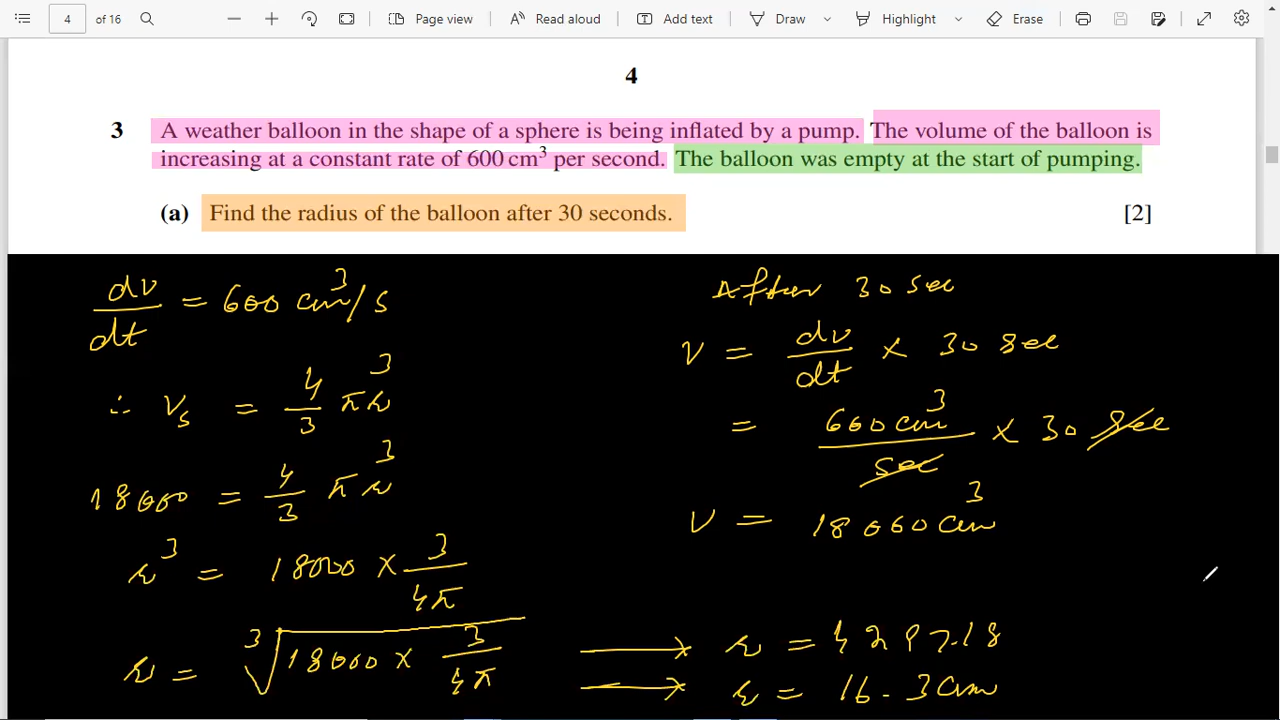 4 of 16 Page view Read aloud Add text Draw Highlight Erase
4
3 A weather balloon in the shape of a sphere is being inflated by a pump. The volume of the balloon is
increasing at a constant rate of 600 cm³ per second. The balloon was empty at the start of pumping.
(a) Find the radius of the balloon after 30 seconds. [2]
dv/dt = 600 cm³/s
∴ Vs = 4/3 πr³
18000 = 4/3 πr³
r³ = 18000 × 3/4π
r = ∛(18000 × 3/4π)
After 30 sec
V = dv/dt × 30 sec
= 600 cm³/sec × 30 sec
V = 18000 cm³
→ r = 4297.18
→ r = 16.3 cm